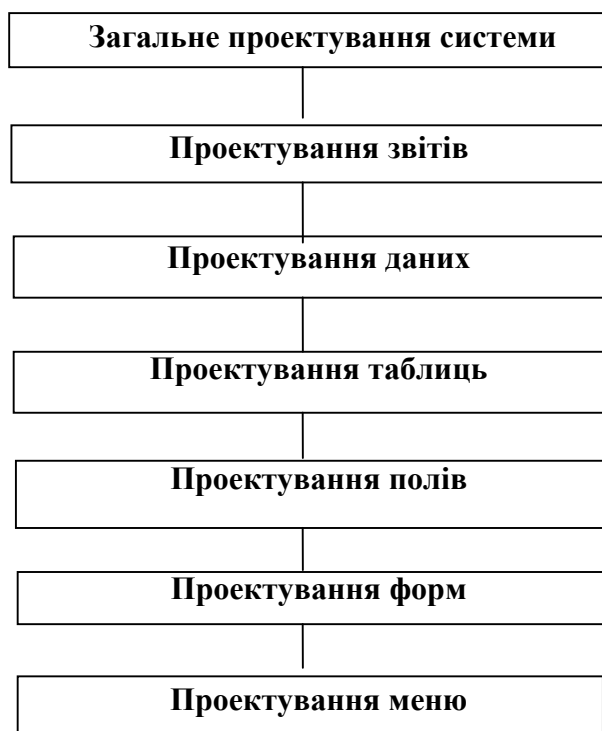 Загальне проектування системи
Проектування звітів
Проектування даних
Проектування таблиць
Проектування полів
Проектування форм
Проектування меню